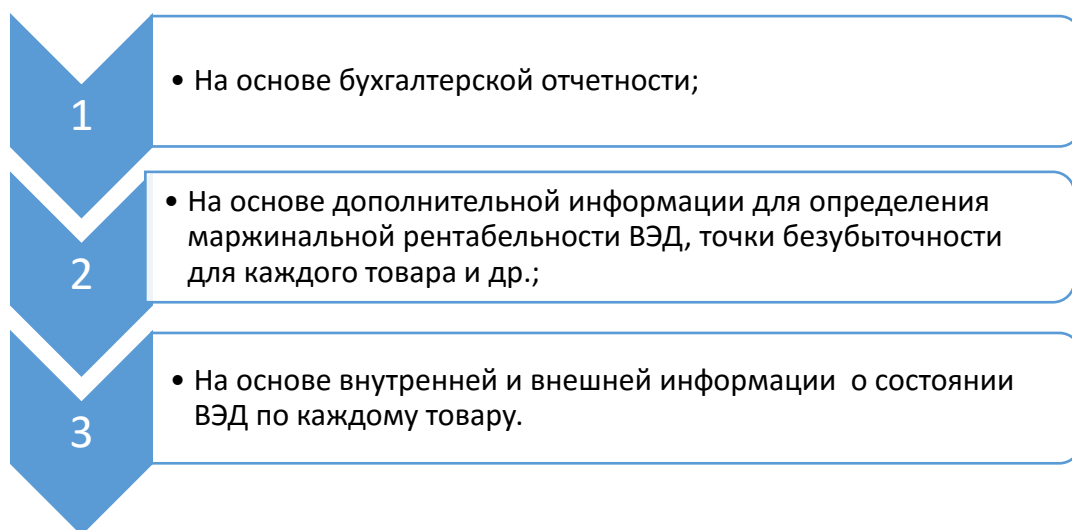 1
• На основе бухгалтерской отчетности;
2
• На основе дополнительной информации для определения
маржинальной рентабельности ВЭД, точки безубыточности
для каждого товара и др.;
3
• На основе внутренней и внешней информации  о состоянии
ВЭД по каждому товару.